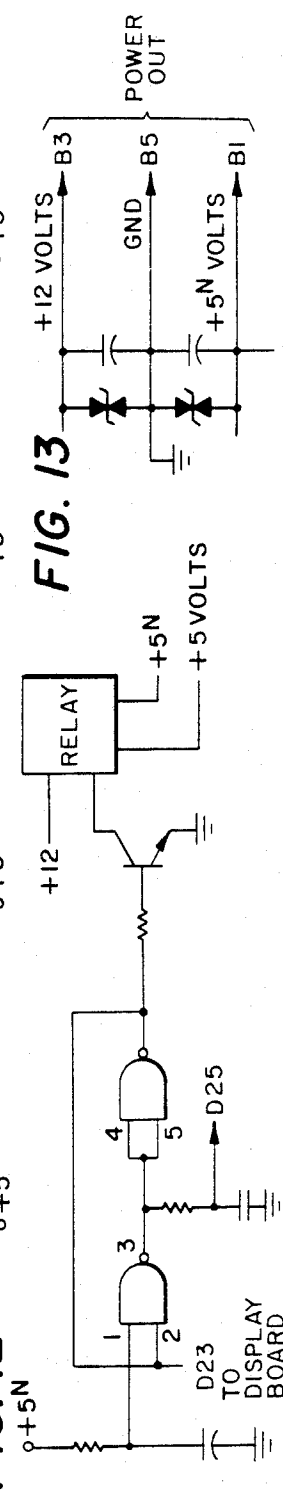 +5N
1
2
3
4
5
D23
TO
DISPLAY
BOARD
D25
+12
RELAY
+5N
+5 VOLTS
FIG. 13
+12 VOLTS
B3
GND
B5
+5N VOLTS
B1
POWER
OUT